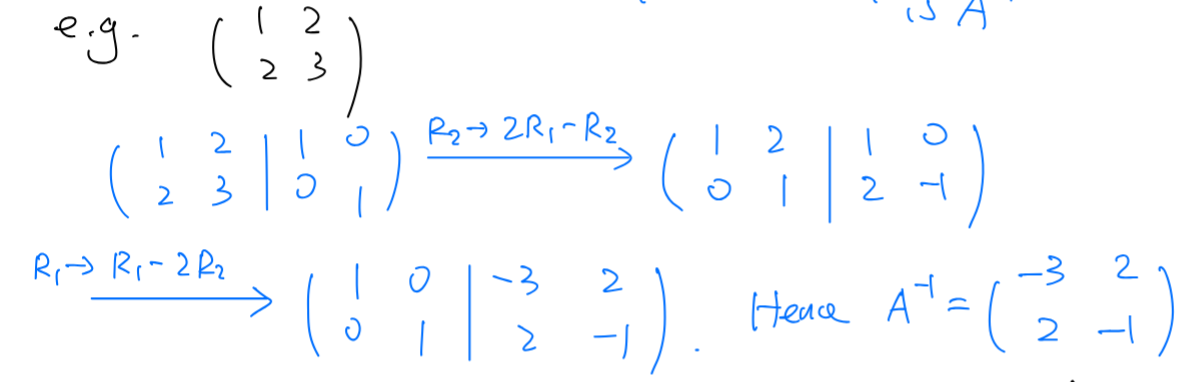 is A
e.g. ( 1 2 )
( 2 3 )
( 1 2 | 1 0 ) R₂→ 2R₁-R₂ ( 1 2 | 1 0 )
( 2 3 | 0 1 ) ( 0 1 | 2 -1 )
R₁→ R₁-2R₂ ( 1 0 | -3 2 ) Hence A⁻¹= ( -3 2 )
( 0 1 | 2 -1 ). ( 2 -1 )